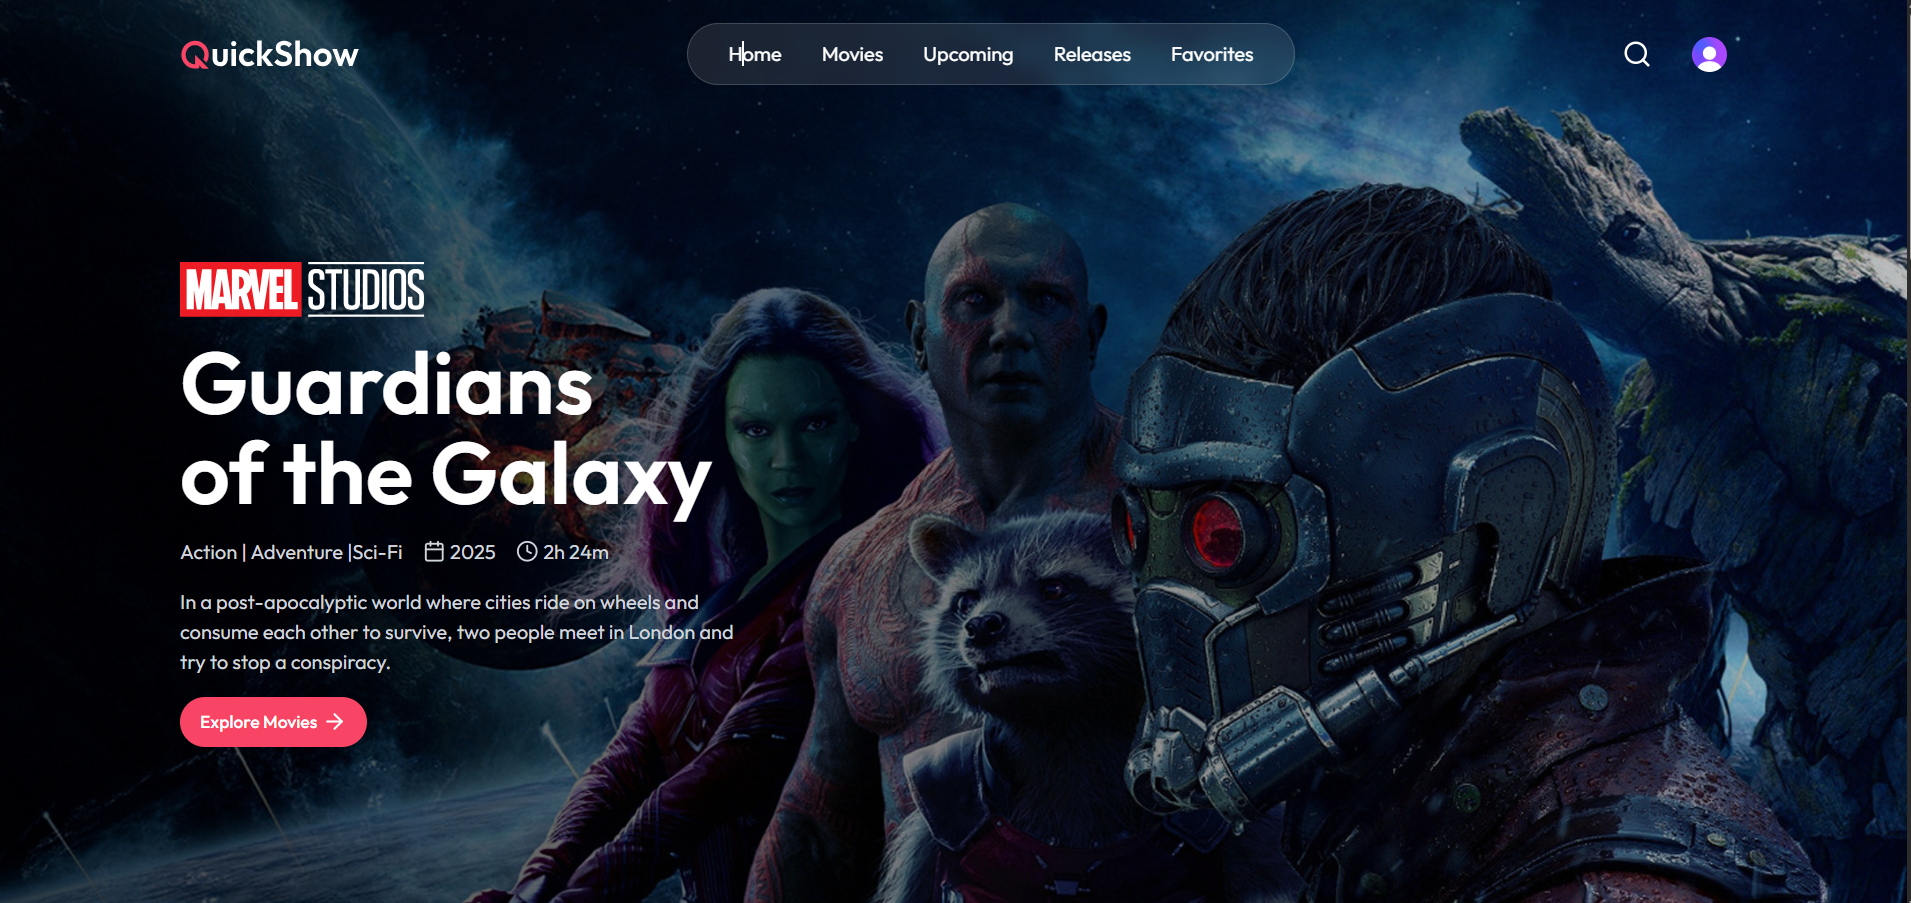 QuickShow
Home Movies Upcoming Releases Favorites
MARVEL STUDIOS
Guardians
of the Galaxy
Action | Adventure |Sci-Fi 2025 2h 24m
In a post-apocalyptic world where cities ride on wheels and
consume each other to survive, two people meet in London and
try to stop a conspiracy.
Explore Movies →